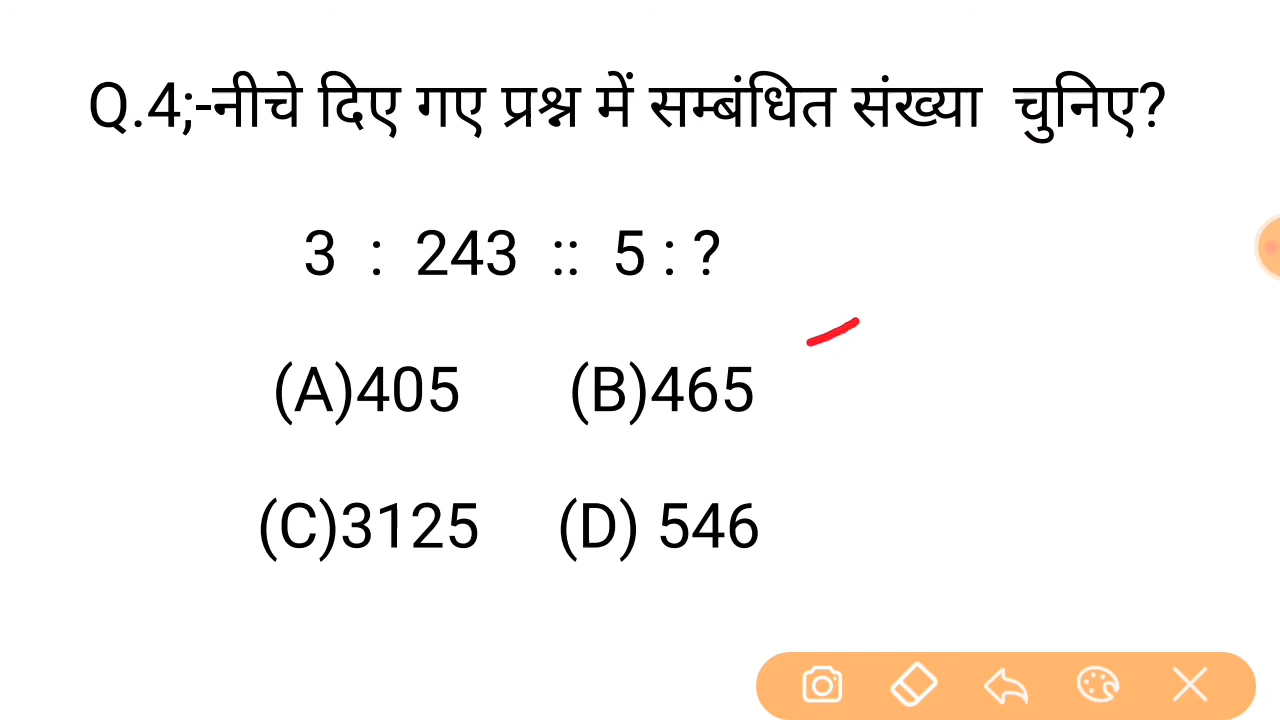 Q.4;-नीचे दिए गए प्रश्न में सम्बंधित संख्या चुनिए?
3 : 243 :: 5 : ?
(A)405 (B)465
(C)3125 (D) 546